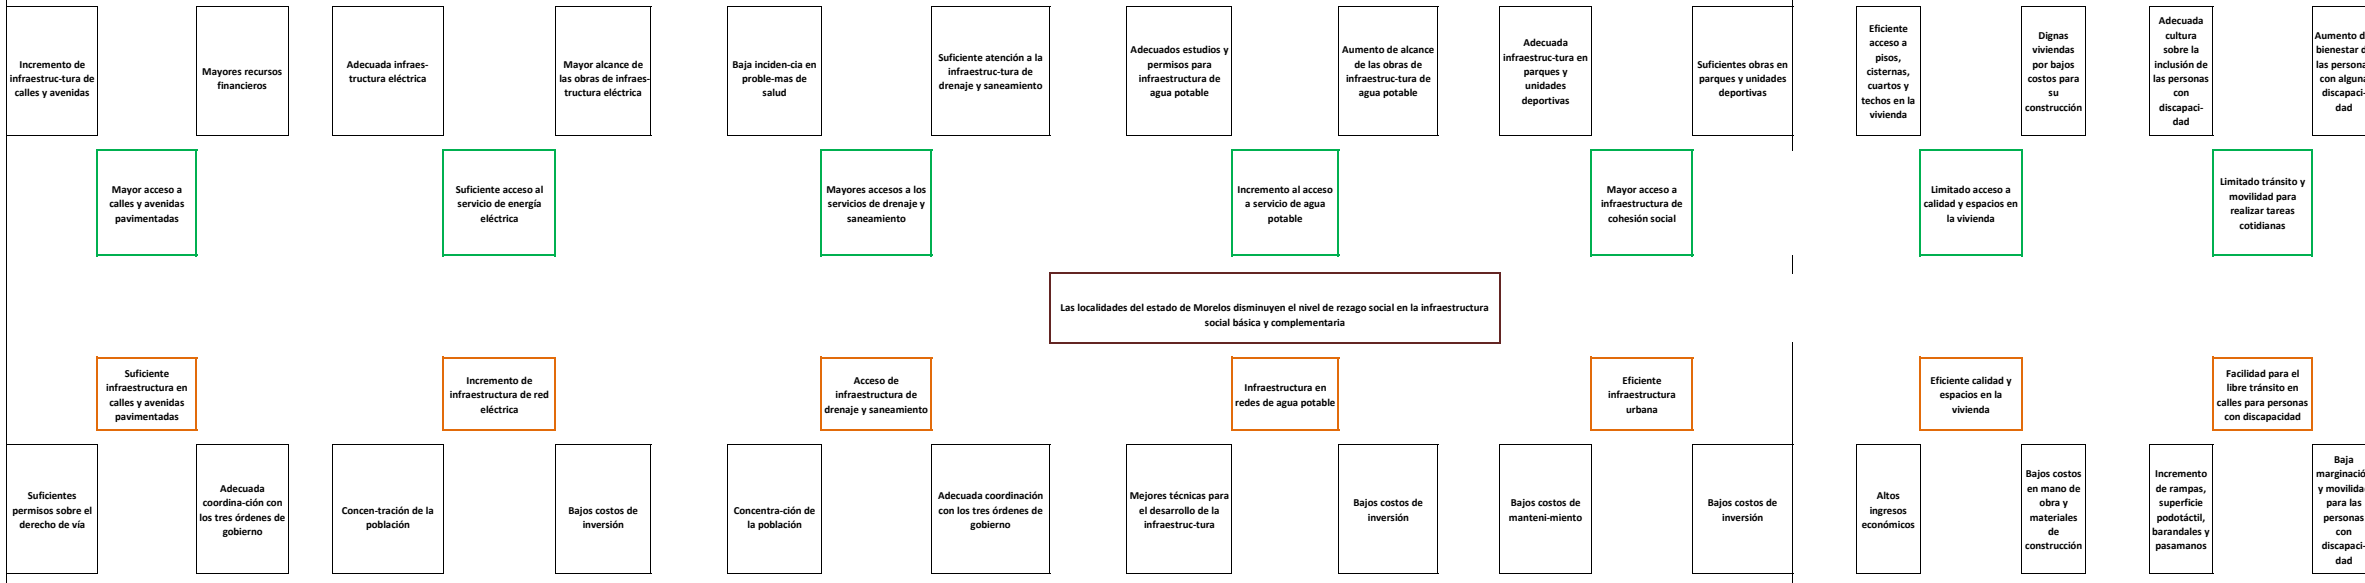 Incremento de
infraestruc-tura de
calles y avenidas
Mayores recursos
financieros
Adecuada infraes-
tructura eléctrica
Mayor alcance de
las obras de infraes-
tructura eléctrica
Baja inciden-cia en
proble-mas de
salud
Suficiente atención a la
infraestruc-tura de
drenaje y saneamiento
Adecuados estudios y
permisos para
infraestructura de
agua potable
Aumento de alcance
de las obras de
infraestruc-tura de
agua potable
Adecuada
infraestruc-tura en
parques y
unidades
deportivas
Suficientes obras en
parques y unidades
deportivas
Eficiente
acceso a
pisos,
cisternas,
cuartos y
techos en la
vivienda
Dignas
viviendas
por bajos
costos para
su
construcción
Adecuada
cultura
sobre la
inclusión de
las personas
con
discapaci-
dad
Aumento d
bienestar d
las persona
con alguna
discapaci-
dad
Mayor acceso a
calles y avenidas
pavimentadas
Suficiente acceso al
servicio de energía
eléctrica
Mayores accesos a los
servicios de drenaje y
saneamiento
Incremento al acceso
a servicio de agua
potable
Mayor acceso a
infraestructura de
cohesión social
Limitado acceso a
calidad y espacios en
la vivienda
Limitado tránsito y
movilidad para
realizar tareas
cotidianas
Las localidades del estado de Morelos disminuyen el nivel de rezago social en la infraestructura
social básica y complementaria
Suficiente
infraestructura en
calles y avenidas
pavimentadas
Incremento de
infraestructura de red
eléctrica
Acceso de
infraestructura de
drenaje y saneamiento
Infraestructura en
redes de agua potable
Eficiente
infraestructura
urbana
Eficiente calidad y
espacios en la
vivienda
Facilidad para el
libre tránsito en
calles para personas
con discapacidad
Suficientes
permisos sobre el
derecho de vía
Adecuada
coordina-ción con
los tres órdenes de
gobierno
Concen-tración de la
población
Bajos costos de
inversión
Concentra-ción de
la población
Adecuada coordinación
con los tres órdenes de
gobierno
Mejores técnicas para
el desarrollo de la
infraestruc-tura
Bajos costos de
inversión
Bajos costos de
manteni-miento
Bajos costos de
inversión
Altos
ingresos
económicos
Bajos costos
en mano de
obra y
materiales
de
construcción
Incremento
de rampas,
superficie
podotáctil,
barandales y
pasamanos
Baja
marginació
y movilida
para las
personas
con
discapaci-
dad